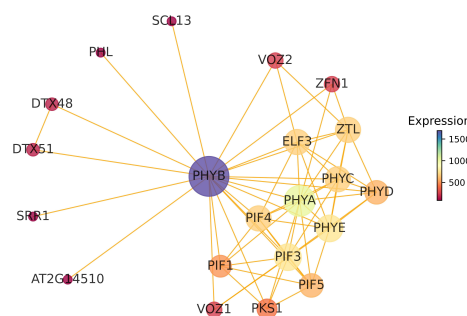 SCL13
PHL
VOZ2
ZFN1
DTX48
Expression
ZTL
1500
ELF3
DTX51
1000
PHYB
PHYC
500
PHYD
PHYA
SRR1
PIF4
PHYE
PIF3
PIF1
AT2G14510
PIF5
VOZ1
PKS1